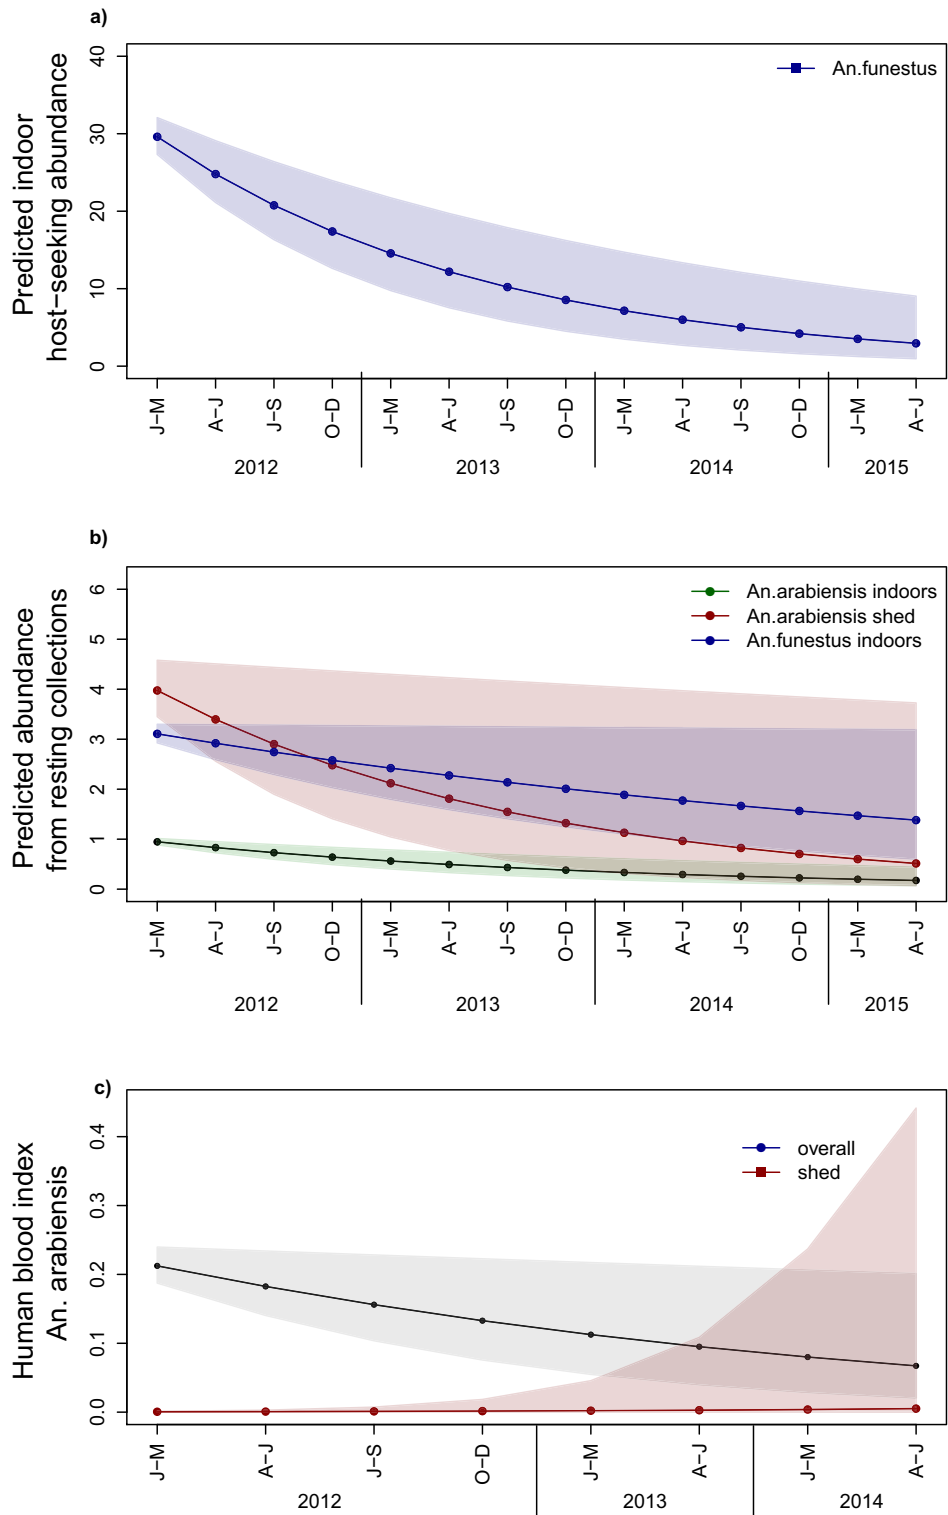 a)
Predicted indoor
host−seeking abundance
40
30
20
10
0
An.funestus
J−M A−J J−S O−D J−M A−J J−S O−D J−M A−J J−S O−D J−M A−J
2012 2013 2014 2015
b)
Predicted abundance
from resting collections
6
5
4
3
2
1
0
An.arabiensis indoors
An.arabiensis shed
An.funestus indoors
J−M A−J J−S O−D J−M A−J J−S O−D J−M A−J J−S O−D J−M A−J
2012 2013 2014 2015
c)
Human blood index
An. arabiensis
0.4
0.3
0.2
0.1
0.0
overall
shed
J−M A−J J−S O−D J−M A−J J−M A−J
2012 2013 2014